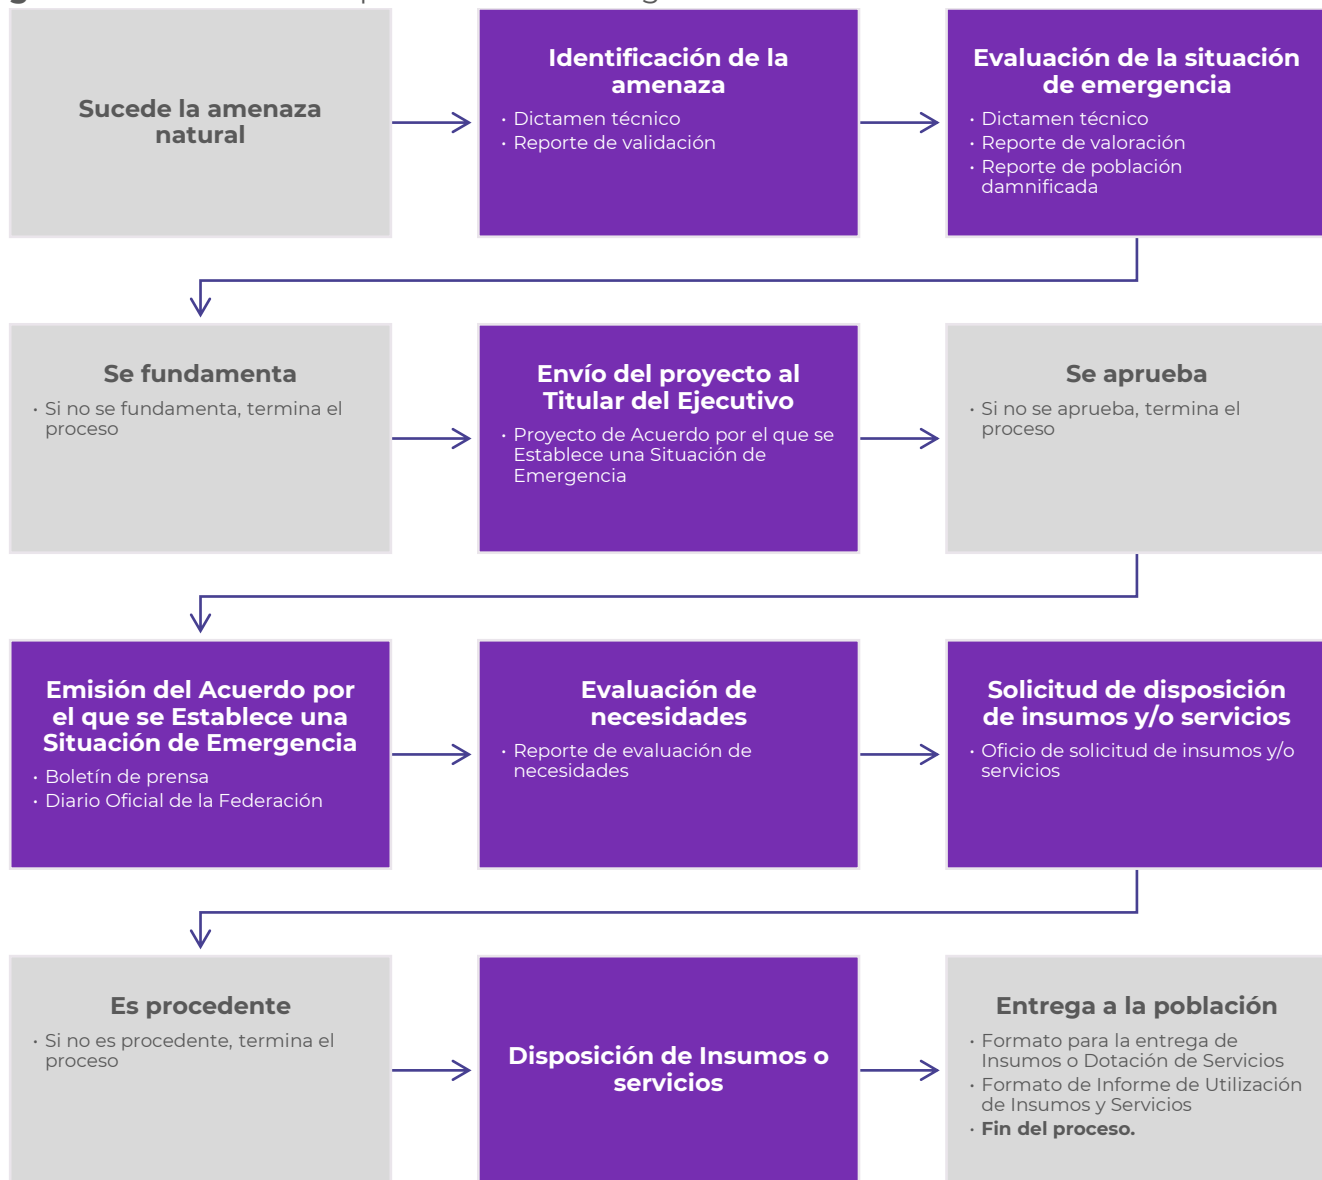 Sucede la amenaza
natural
Identificación de la
amenaza
· Dictamen técnico
· Reporte de validación
Evaluación de la situación
de emergencia
· Dictamen técnico
· Reporte de valoración
· Reporte de población
damnificada
Se fundamenta
· Si no se fundamenta, termina el
proceso
Envío del proyecto al
Titular del Ejecutivo
· Proyecto de Acuerdo por el que se
Establece una Situación de
Emergencia
Se aprueba
· Si no se aprueba, termina el
proceso
Emisión del Acuerdo por
el que se Establece una
Situación de Emergencia
· Boletín de prensa
· Diario Oficial de la Federación
Evaluación de
necesidades
· Reporte de evaluación de
necesidades
Solicitud de disposición
de insumos y/o servicios
· Oficio de solicitud de insumos y/o
servicios
Es procedente
· Si no es procedente, termina el
proceso
Disposición de Insumos o
servicios
Entrega a la población
· Formato para la entrega de
Insumos o Dotación de Servicios
· Formato de Informe de Utilización
de Insumos y Servicios
· Fin del proceso.